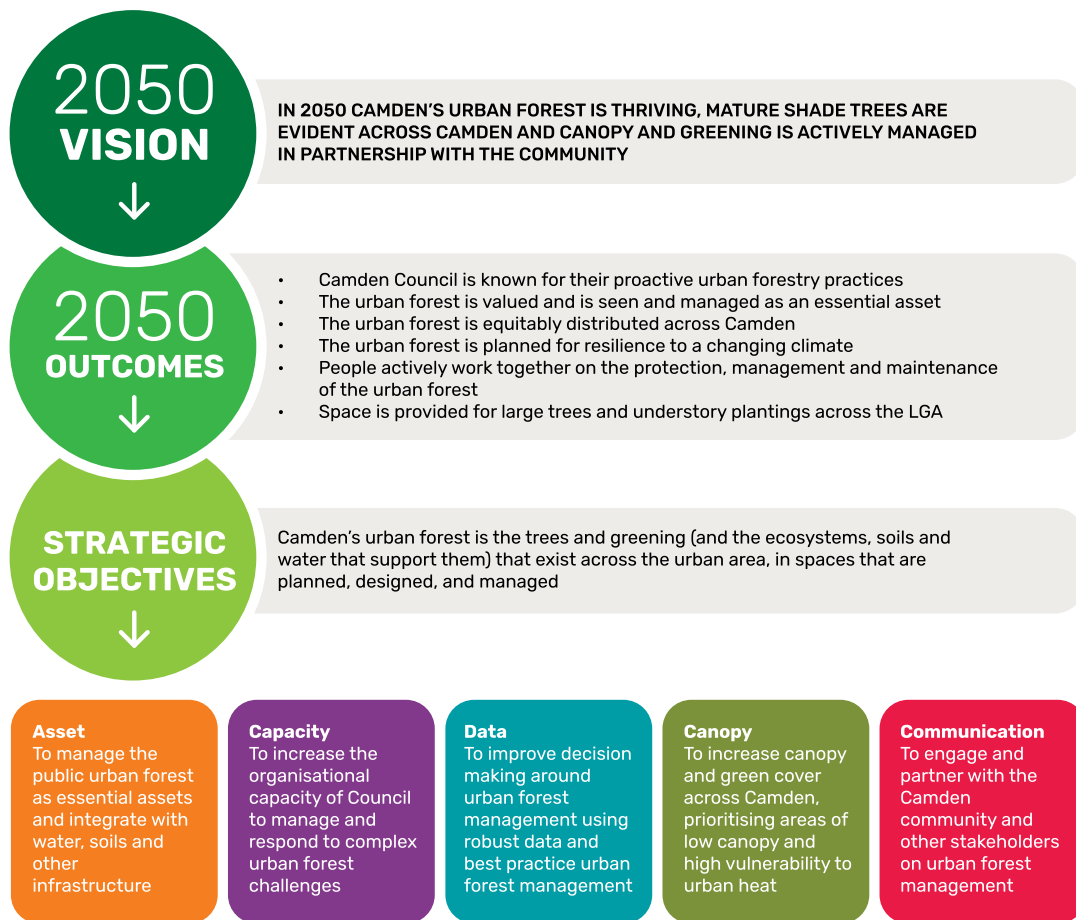 2050
VISION
IN 2050 CAMDEN'S URBAN FOREST IS THRIVING, MATURE SHADE TREES ARE
EVIDENT ACROSS CAMDEN AND CANOPY AND GREENING IS ACTIVELY MANAGED
IN PARTNERSHIP WITH THE COMMUNITY
2050
OUTCOMES
• Camden Council is known for their proactive urban forestry practices
• The urban forest is valued and is seen and managed as an essential asset
• The urban forest is equitably distributed across Camden
• The urban forest is planned for resilience to a changing climate
• People actively work together on the protection, management and maintenance
of the urban forest
• Space is provided for large trees and understory plantings across the LGA
STRATEGIC
OBJECTIVES
Camden's urban forest is the trees and greening (and the ecosystems, soils and
water that support them) that exist across the urban area, in spaces that are
planned, designed, and managed
Asset
To manage the
public urban forest
as essential assets
and integrate with
water, soils and
other
infrastructure
Capacity
To increase the
organisational
capacity of Council
to manage and
respond to complex
urban forest
challenges
Data
To improve decision
making around
urban forest
management using
robust data and
best practice urban
forest management
Canopy
To increase canopy
and green cover
across Camden,
prioritising areas of
low canopy and
high vulnerability to
urban heat
Communication
To engage and
partner with the
Camden
community and
other stakeholders
on urban forest
management